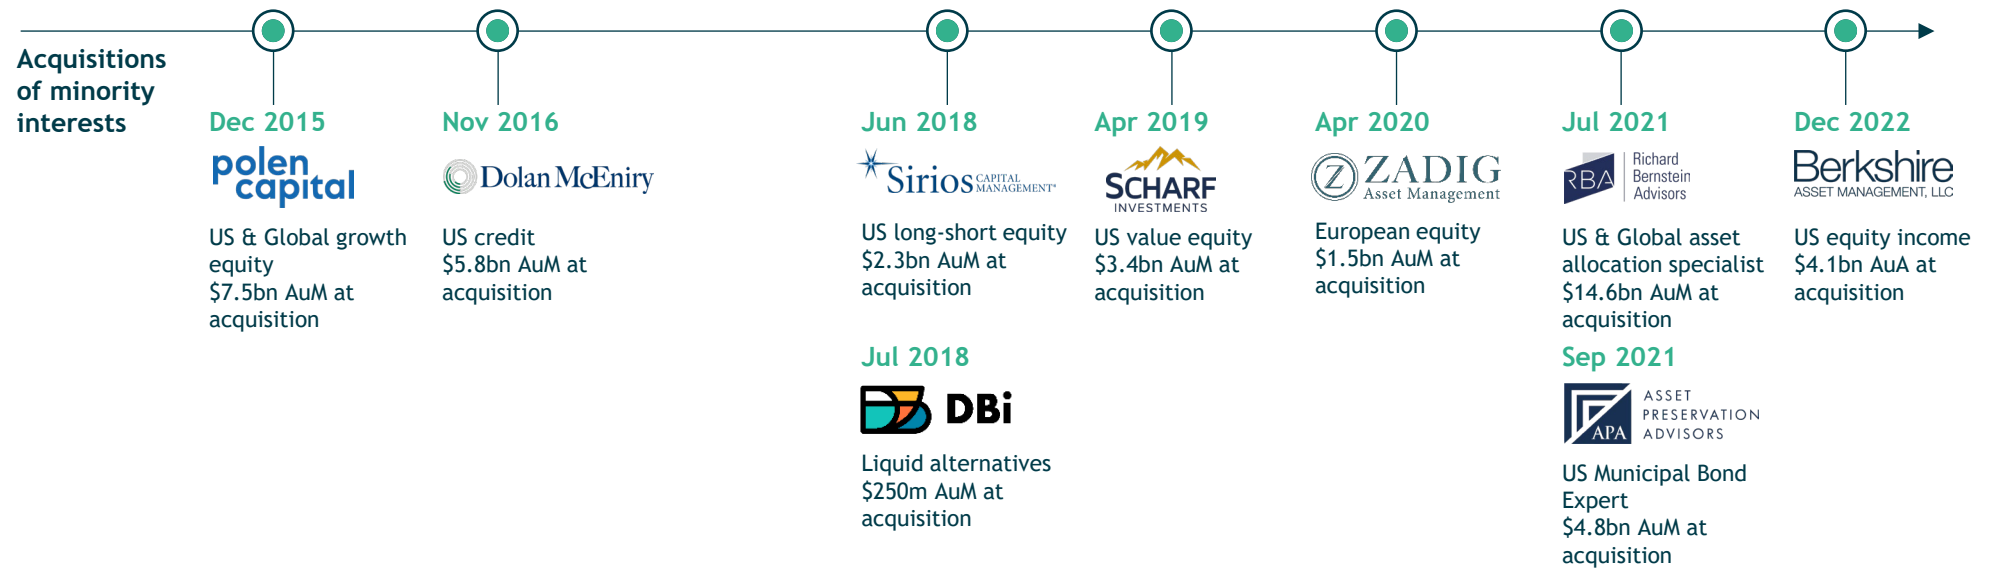 Acquisitions
of minority
interests
Dec 2015
polen
capital
US & Global growth
equity
$7.5bn AuM at
acquisition
Nov 2016
Dolan McEniry
US credit
$5.8bn AuM at
acquisition
Jun 2018
Sirios CAPITAL
MANAGEMENT®
US long-short equity
$2.3bn AuM at
acquisition
Jul 2018
DBi
Liquid alternatives
$250m AuM at
acquisition
Apr 2019
SCHARF
INVESTMENTS
US value equity
$3.4bn AuM at
acquisition
Apr 2020
Z ZADIG
Asset Management
European equity
$1.5bn AuM at
acquisition
Jul 2021
RBA
Richard
Bernstein
Advisors
US & Global asset
allocation specialist
$14.6bn AuM at
acquisition
Sep 2021
APA
ASSET
PRESERVATION
ADVISORS
US Municipal Bond
Expert
$4.8bn AuM at
acquisition
Dec 2022
Berkshire
ASSET MANAGEMENT, LLC
US equity income
$4.1bn AuA at
acquisition